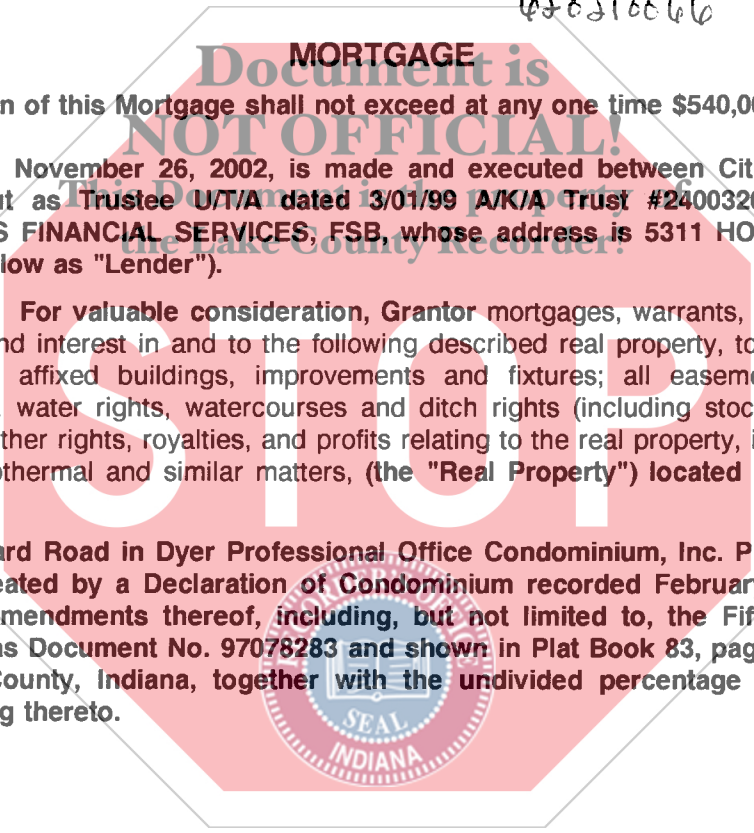 420210066
MORTGAGE
Document is
n of this Mortgage shall not exceed at any one time $540,00
NOT OFFICIAL!
November 26, 2002, is made and executed between Cit
ut as Trustee U/T/A dated 3/01/99 A/K/A Trust #2400320
This Document is the property of
S FINANCIAL SERVICES, FSB, whose address is 5311 HO
the Lake County Recorder!
low as "Lender").
For valuable consideration, Grantor mortgages, warrants,
nd interest in and to the following described real property, to
affixed buildings, improvements and fixtures; all easeme
water rights, watercourses and ditch rights (including stoc
ther rights, royalties, and profits relating to the real property, i
othermal and similar matters, (the "Real Property") located
STOP
ard Road in Dyer Professional Office Condominium, Inc. P
eated by a Declaration of Condominium recorded Februar
mendments thereof, including, but not limited to, the Fif
as Document No. 97078283 and shown in Plat Book 83, pag
County, Indiana, together with the undivided percentage
g thereto.
SEAL
INDIANA